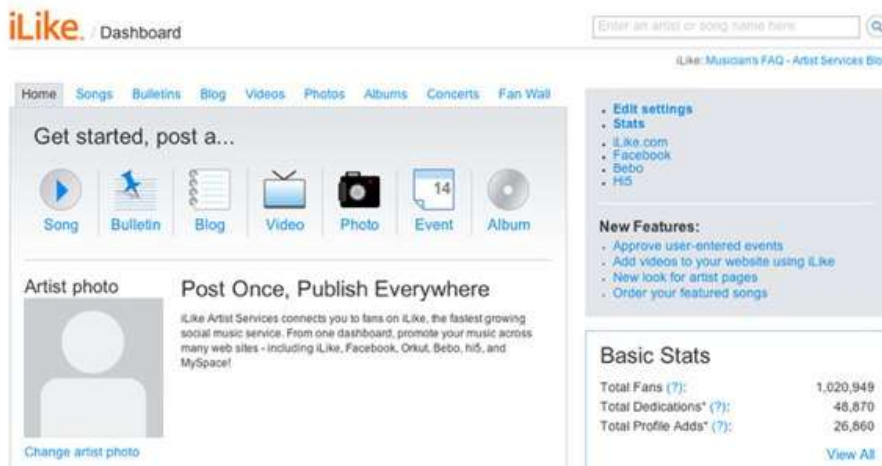 iLike. / Dashboard
Enter an artist or song name here
iLike: Musician's FAQ - Artist Services Blo
Home Songs Bulletins Blog Videos Photos Albums Concerts Fan Wall
Get started, post a...
14
Song Bulletin Blog Video Photo Event Album
Artist photo
Change artist photo
Post Once, Publish Everywhere
iLike Artist Services connects you to fans on iLike, the fastest growing
social music service. From one dashboard, promote your music across
many web sites - including iLike, Facebook, Orkut, Bebo, hi5, and
MySpace!
Edit settings
Stats
iLike.com
Facebook
Bebo
Hi5
New Features:
Approve user-entered events
Add videos to your website using iLike
New look for artist pages
Order your featured songs
Basic Stats
Total Fans (?): 1,020,949
Total Dedications* (?): 48,870
Total Profile Adds* (?): 26,860
View All